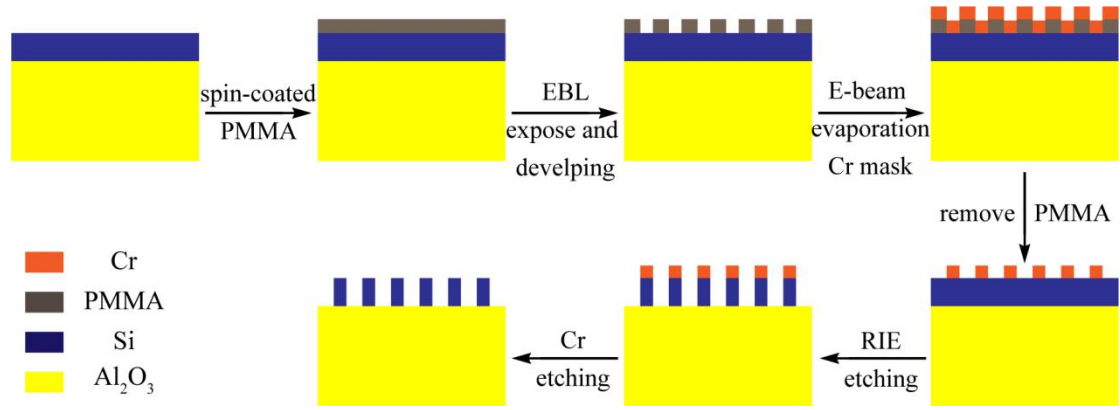 spin-coated
PMMA
EBL
expose and
develping
E-beam
evaporation
Cr mask
remove PMMA
RIE
etching
Cr
etching
Cr
PMMA
Si
Al₂O₃